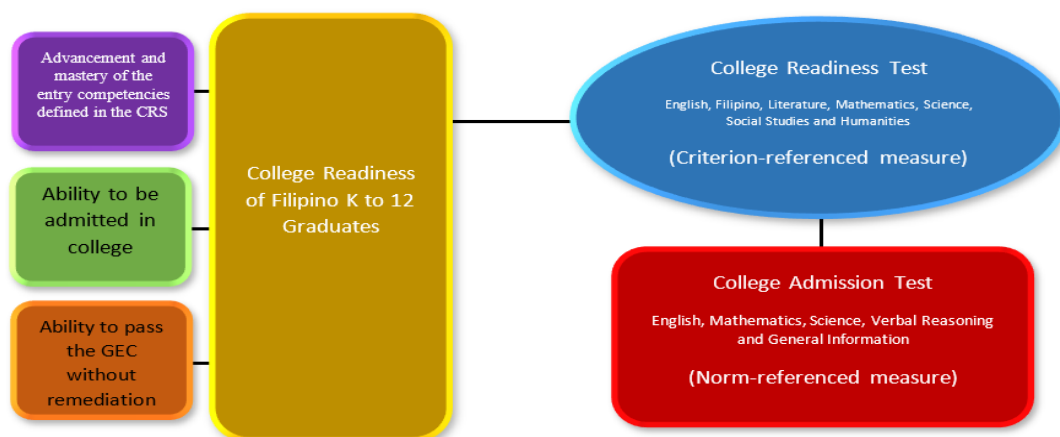 Advancement and
mastery of the
entry competencies
defined in the CRS
Ability to be
admitted in
college
Ability to pass
the GEC
without
remediation
College Readiness
of Filipino K to 12
Graduates
College Readiness Test
English, Filipino, Literature, Mathematics, Science,
Social Studies and Humanities
(Criterion-referenced measure)
College Admission Test
English, Mathematics, Science, Verbal Reasoning
and General Information
(Norm-referenced measure)